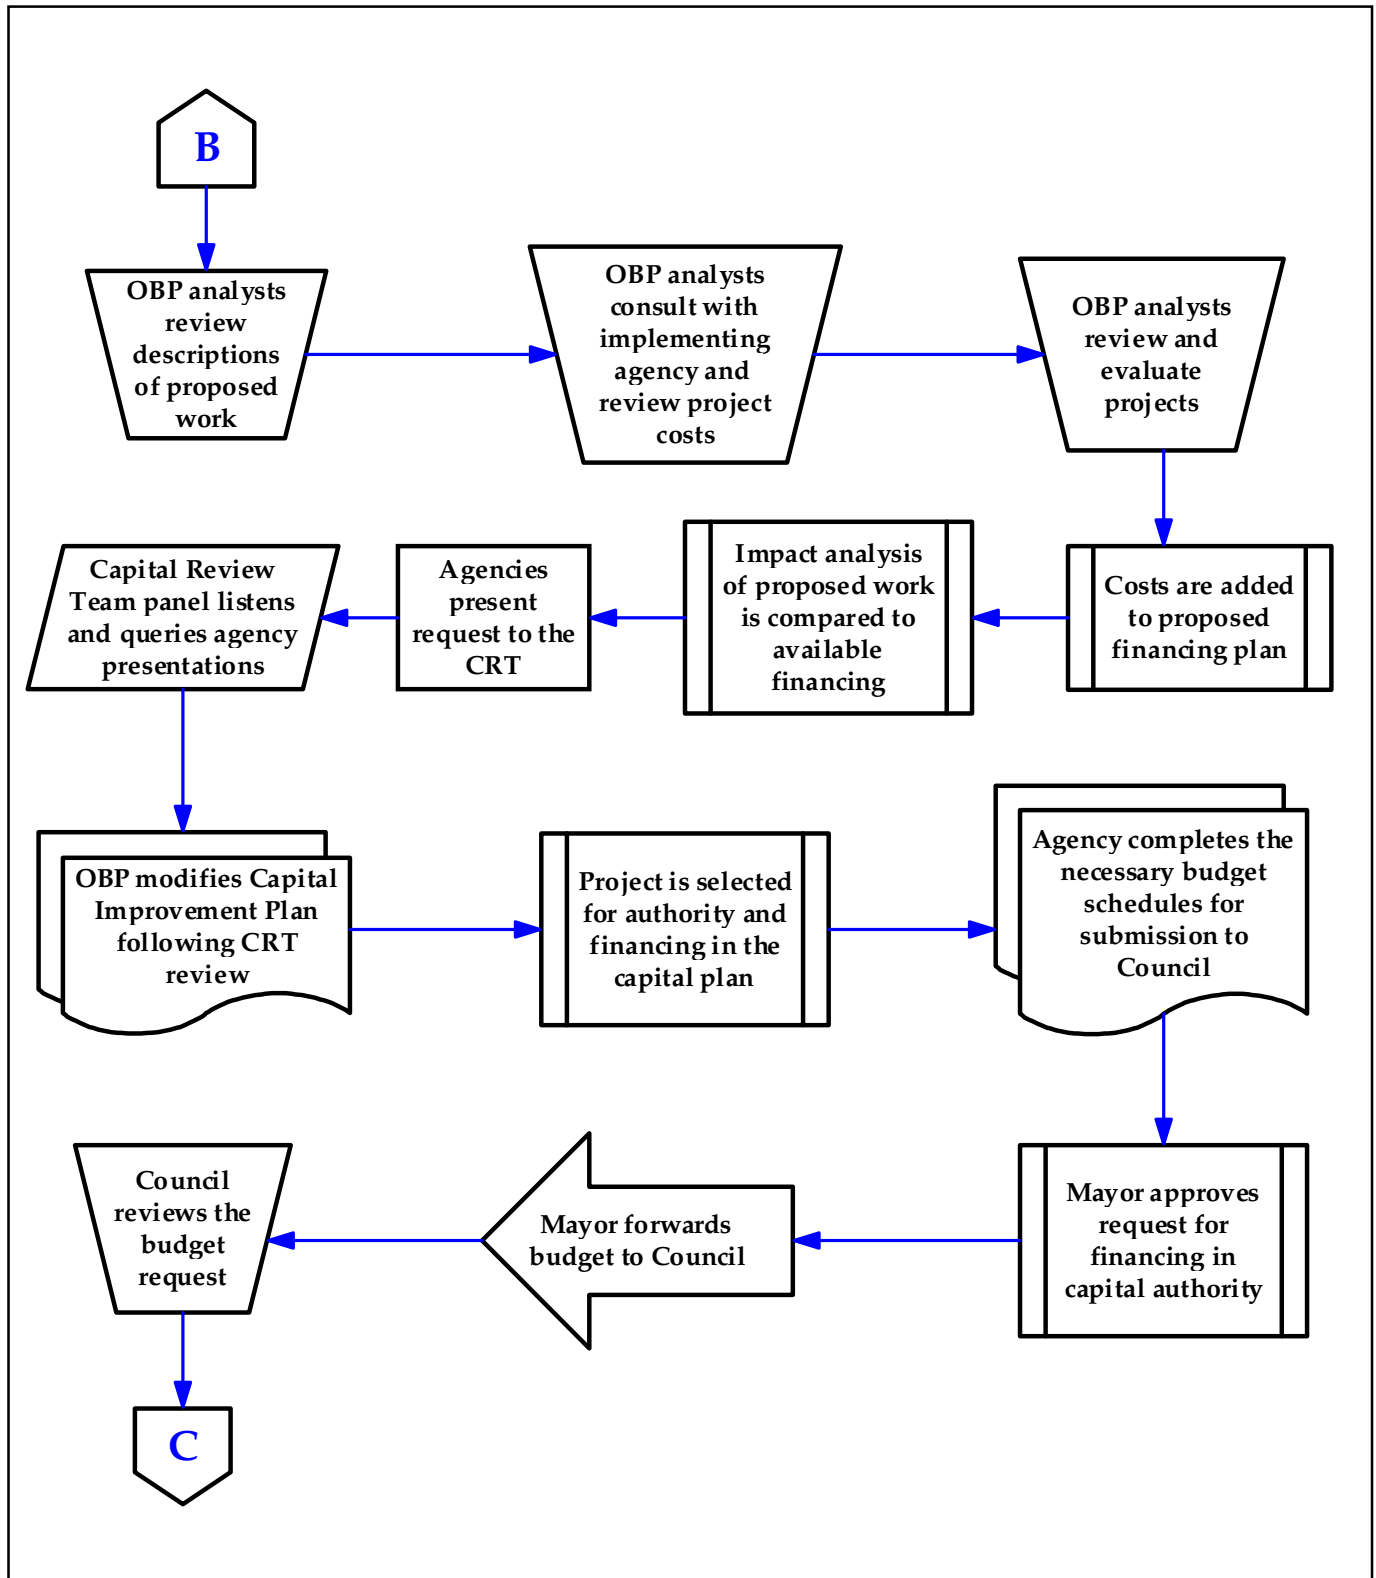 B
OBP analysts
review
descriptions
of proposed
work
OBP analysts
consult with
implementing
agency and
review project
costs
OBP analysts
review and
evaluate
projects
Costs are added
to proposed
financing plan
Impact analysis
of proposed work
is compared to
available
financing
Agencies
present
request to the
CRT
Capital Review
Team panel listens
and queries agency
presentations
OBP modifies Capital
Improvement Plan
following CRT
review
Project is selected
for authority and
financing in the
capital plan
Agency completes the
necessary budget
schedules for
submission to
Council
Mayor approves
request for
financing in
capital authority
Mayor forwards
budget to Council
Council
reviews the
budget
request
C